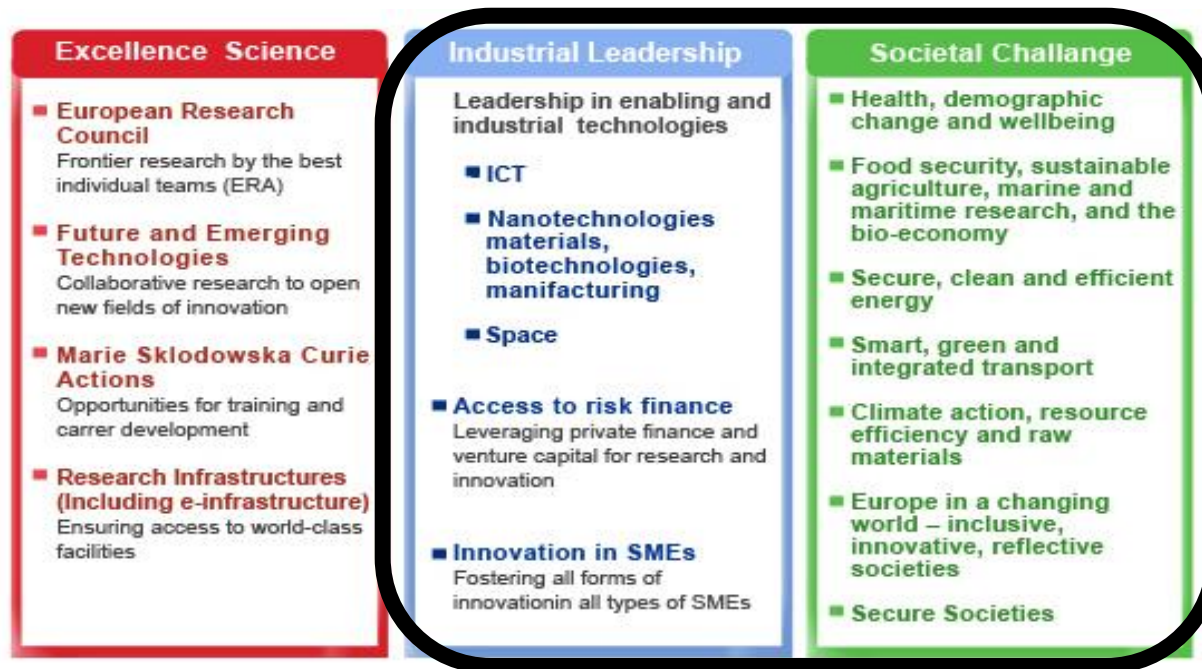 Excellence Science
European Research
Council
Frontier research by the best
individual teams (ERA)
Future and Emerging
Technologies
Collaborative research to open
new fields of innovation
Marie Sklodowska Curie
Actions
Opportunities for training and
carrer development
Research Infrastructures
(Including e-infrastructure)
Ensuring access to world-class
facilities
Industrial Leadership
Leadership in enabling and
industrial technologies
ICT
Nanotechnologies
materials,
biotechnologies,
manifacturing
Space
Access to risk finance
Leveraging private finance and
venture capital for research and
innovation
Innovation in SMEs
Fostering all forms of
innovationin all types of SMEs
Societal Challange
Health, demographic
change and wellbeing
Food security, sustainable
agriculture, marine and
maritime research, and the
bio-economy
Secure, clean and efficient
energy
Smart, green and
integrated transport
Climate action, resource
efficiency and raw
materials
Europe in a changing
world – inclusive,
innovative, reflective
societies
Secure Societies